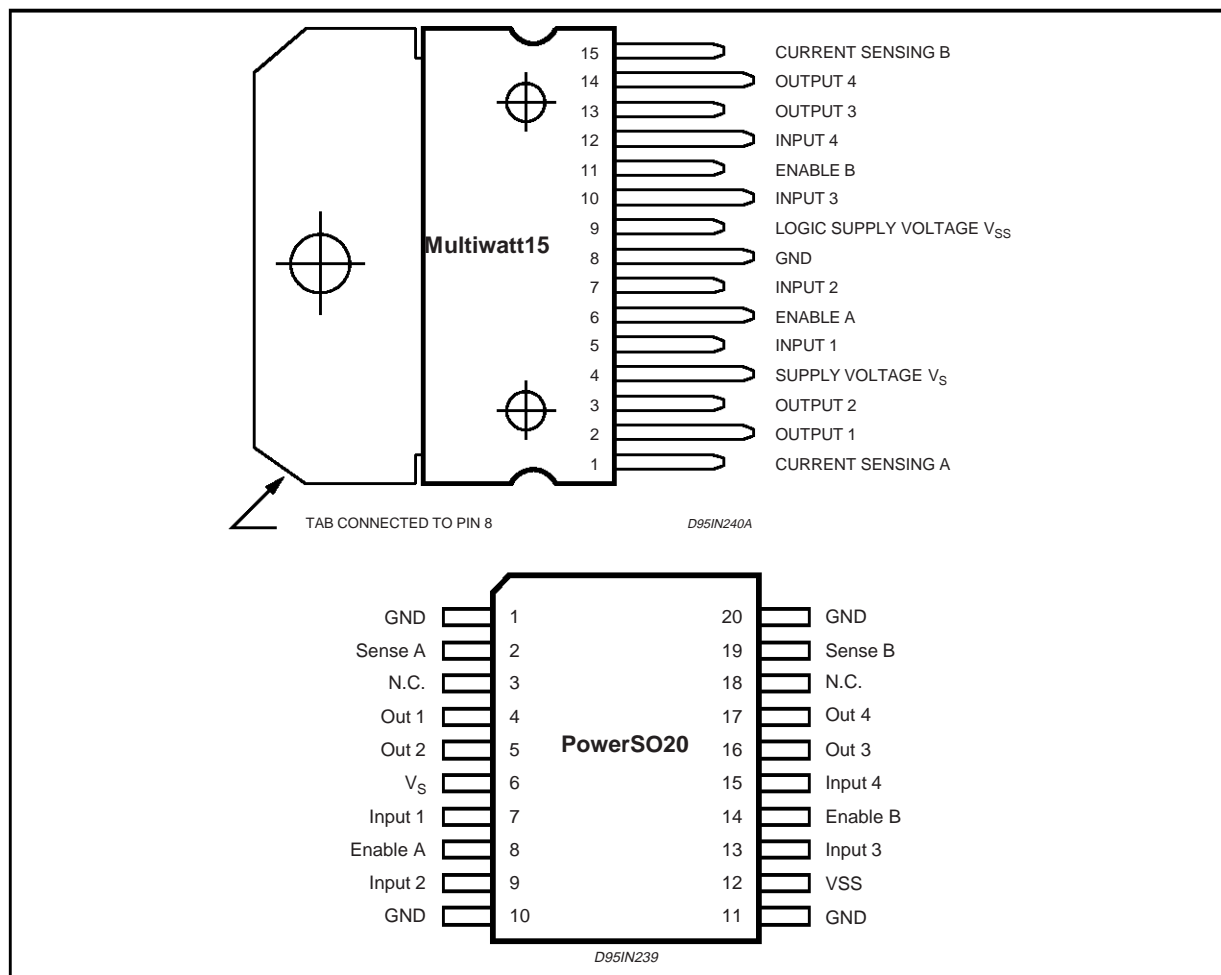 15 CURRENT SENSING B
14 OUTPUT 4
13 OUTPUT 3
12 INPUT 4
11 ENABLE B
10 INPUT 3
9 LOGIC SUPPLY VOLTAGE VSS
Multiwatt15
8 GND
7 INPUT 2
6 ENABLE A
5 INPUT 1
4 SUPPLY VOLTAGE VS
3 OUTPUT 2
2 OUTPUT 1
1 CURRENT SENSING A
TAB CONNECTED TO PIN 8
D95IN240A
GND 1 20 GND
Sense A 2 19 Sense B
N.C. 3 18 N.C.
Out 1 4 17 Out 4
PowerSO20
Out 2 5 16 Out 3
VS 6 15 Input 4
Input 1 7 14 Enable B
Enable A 8 13 Input 3
Input 2 9 12 VSS
GND 10 11 GND
D95IN239